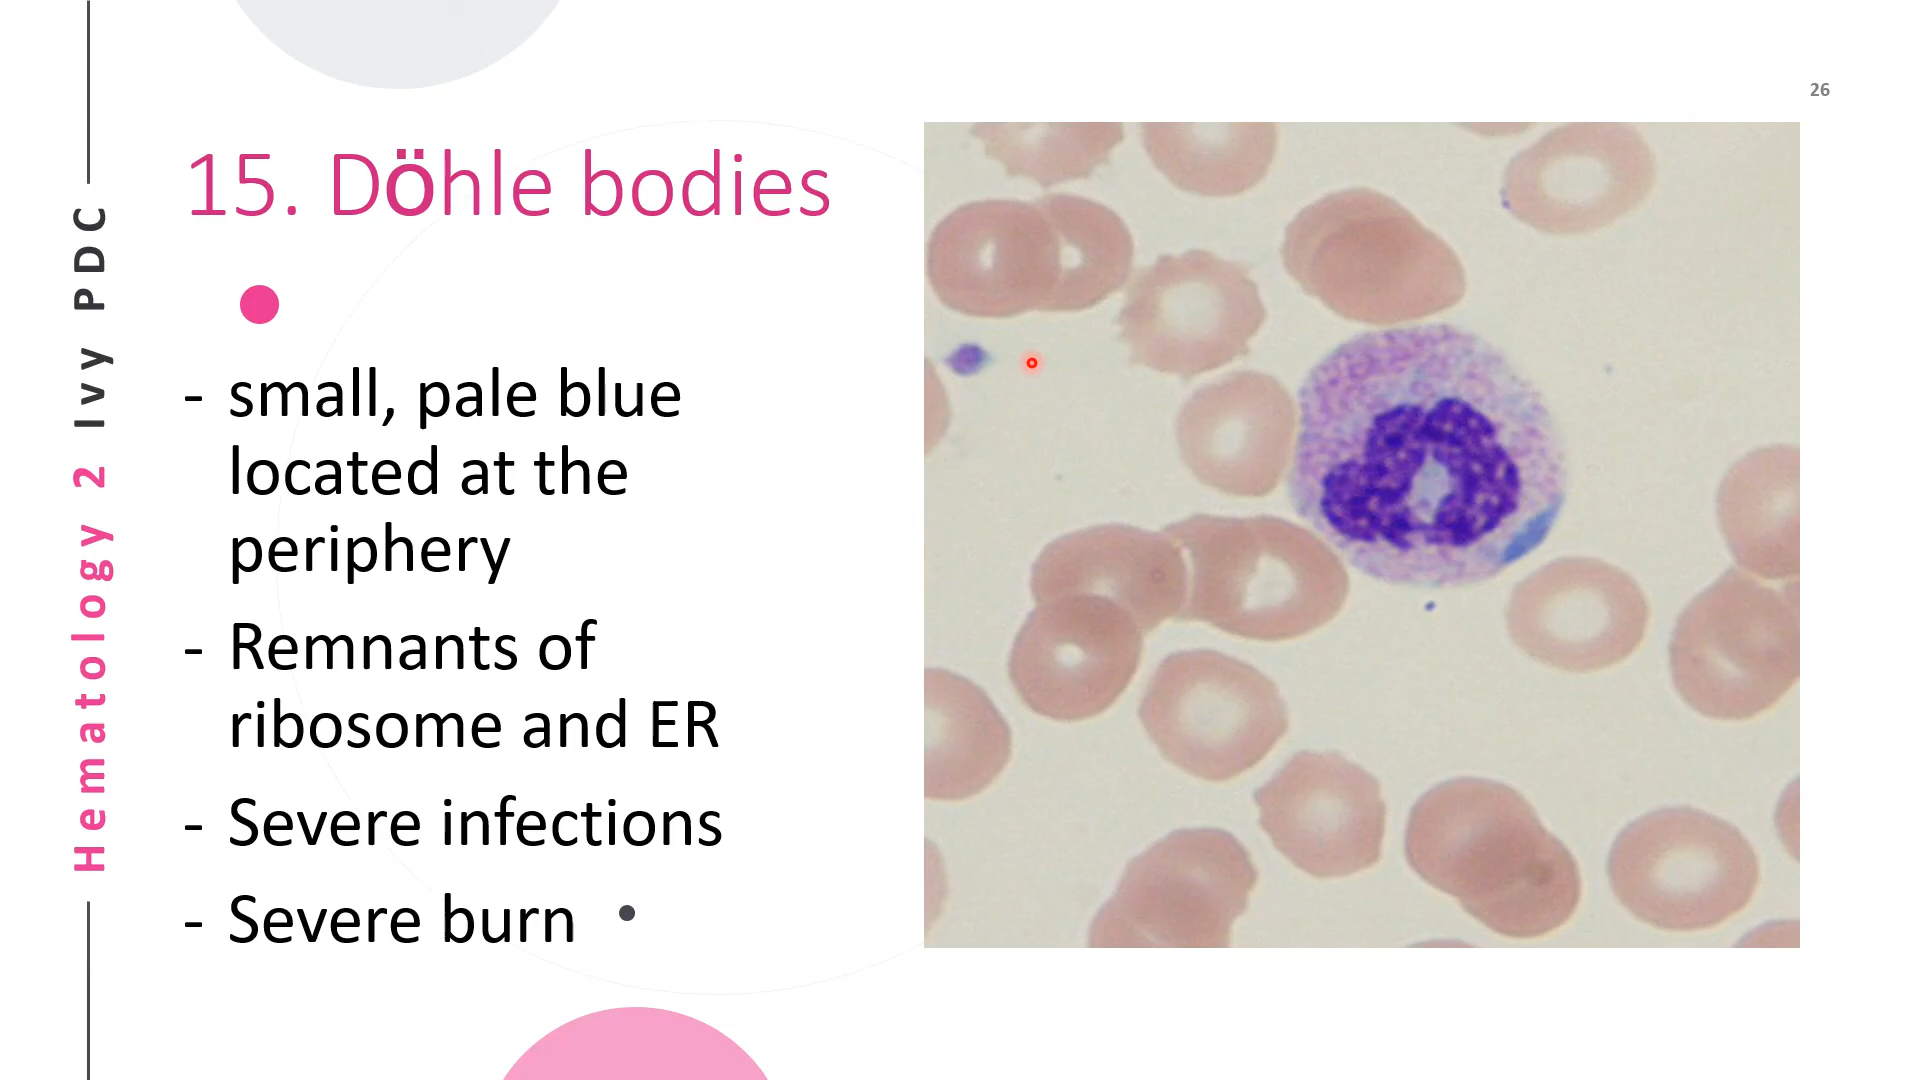 26
Hematology 2 Ivy PDC
15. Döhle bodies
- small, pale blue
located at the
periphery
- Remnants of
ribosome and ER
- Severe infections
- Severe burn